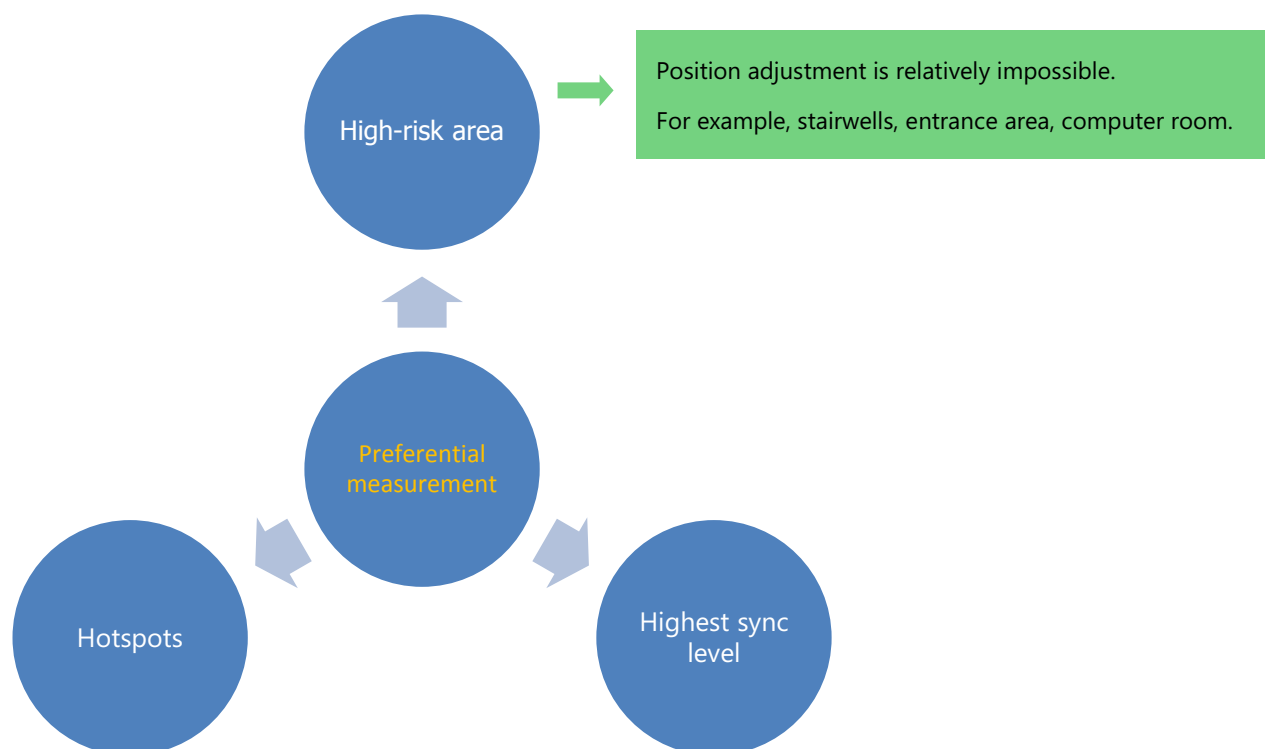 High-risk area
Position adjustment is relatively impossible.
For example, stairwells, entrance area, computer room.
Preferential
measurement
Hotspots
Highest sync
level